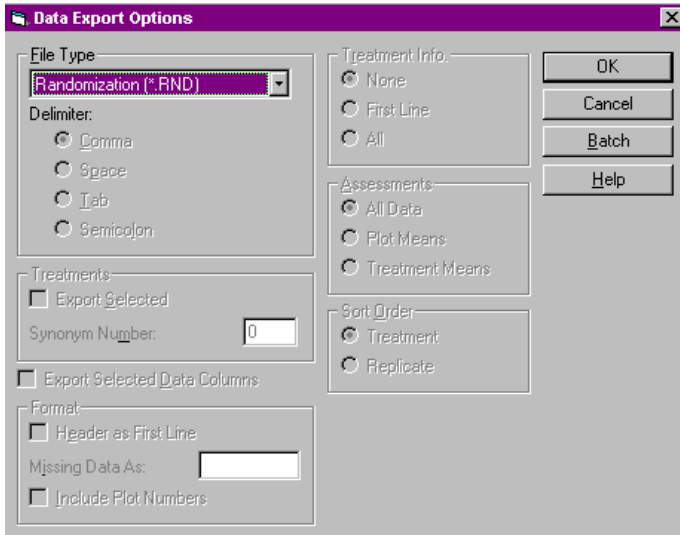 Data Export Options
File Type
Randomization (*.RND)
Delimiter:
Comma
Space
Tab
Semicolon
Treatments
Export Selected
Synonym Number: 0
Export Selected Data Columns
Format
Header as First Line
Missing Data As:
Include Plot Numbers
Treatment Info.
None
First Line
All
Assessments
All Data
Plot Means
Treatment Means
Sort Order
Treatment
Replicate
OK
Cancel
Batch
Help